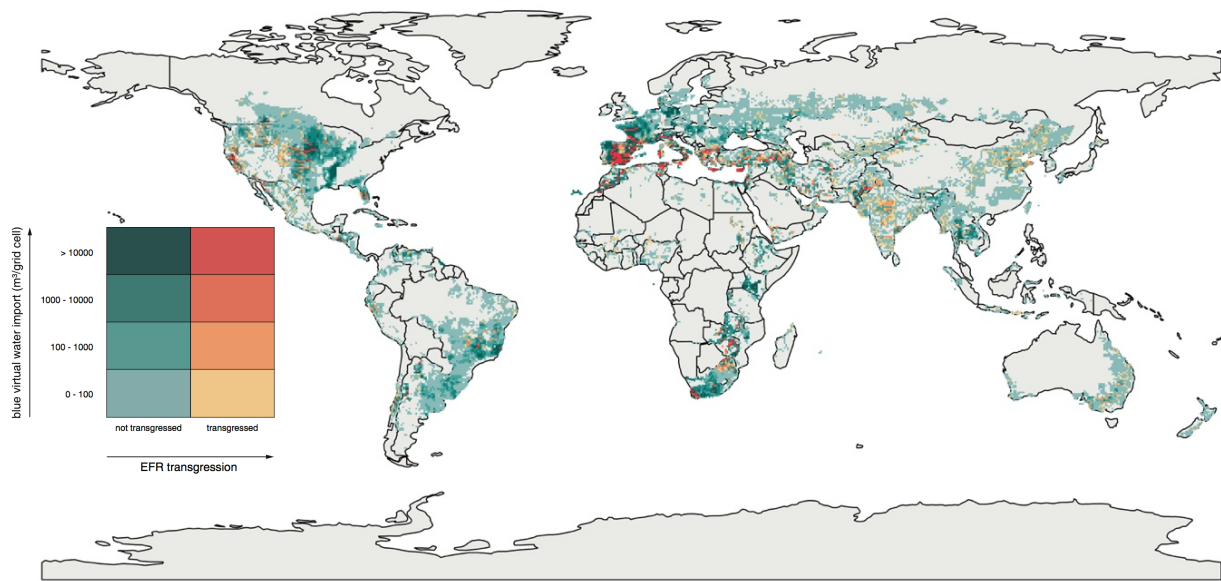 blue virtual water import (m³/grid cell)
> 10000
1000 - 10000
100 - 1000
0 - 100
not transgressed
transgressed
EFR transgression